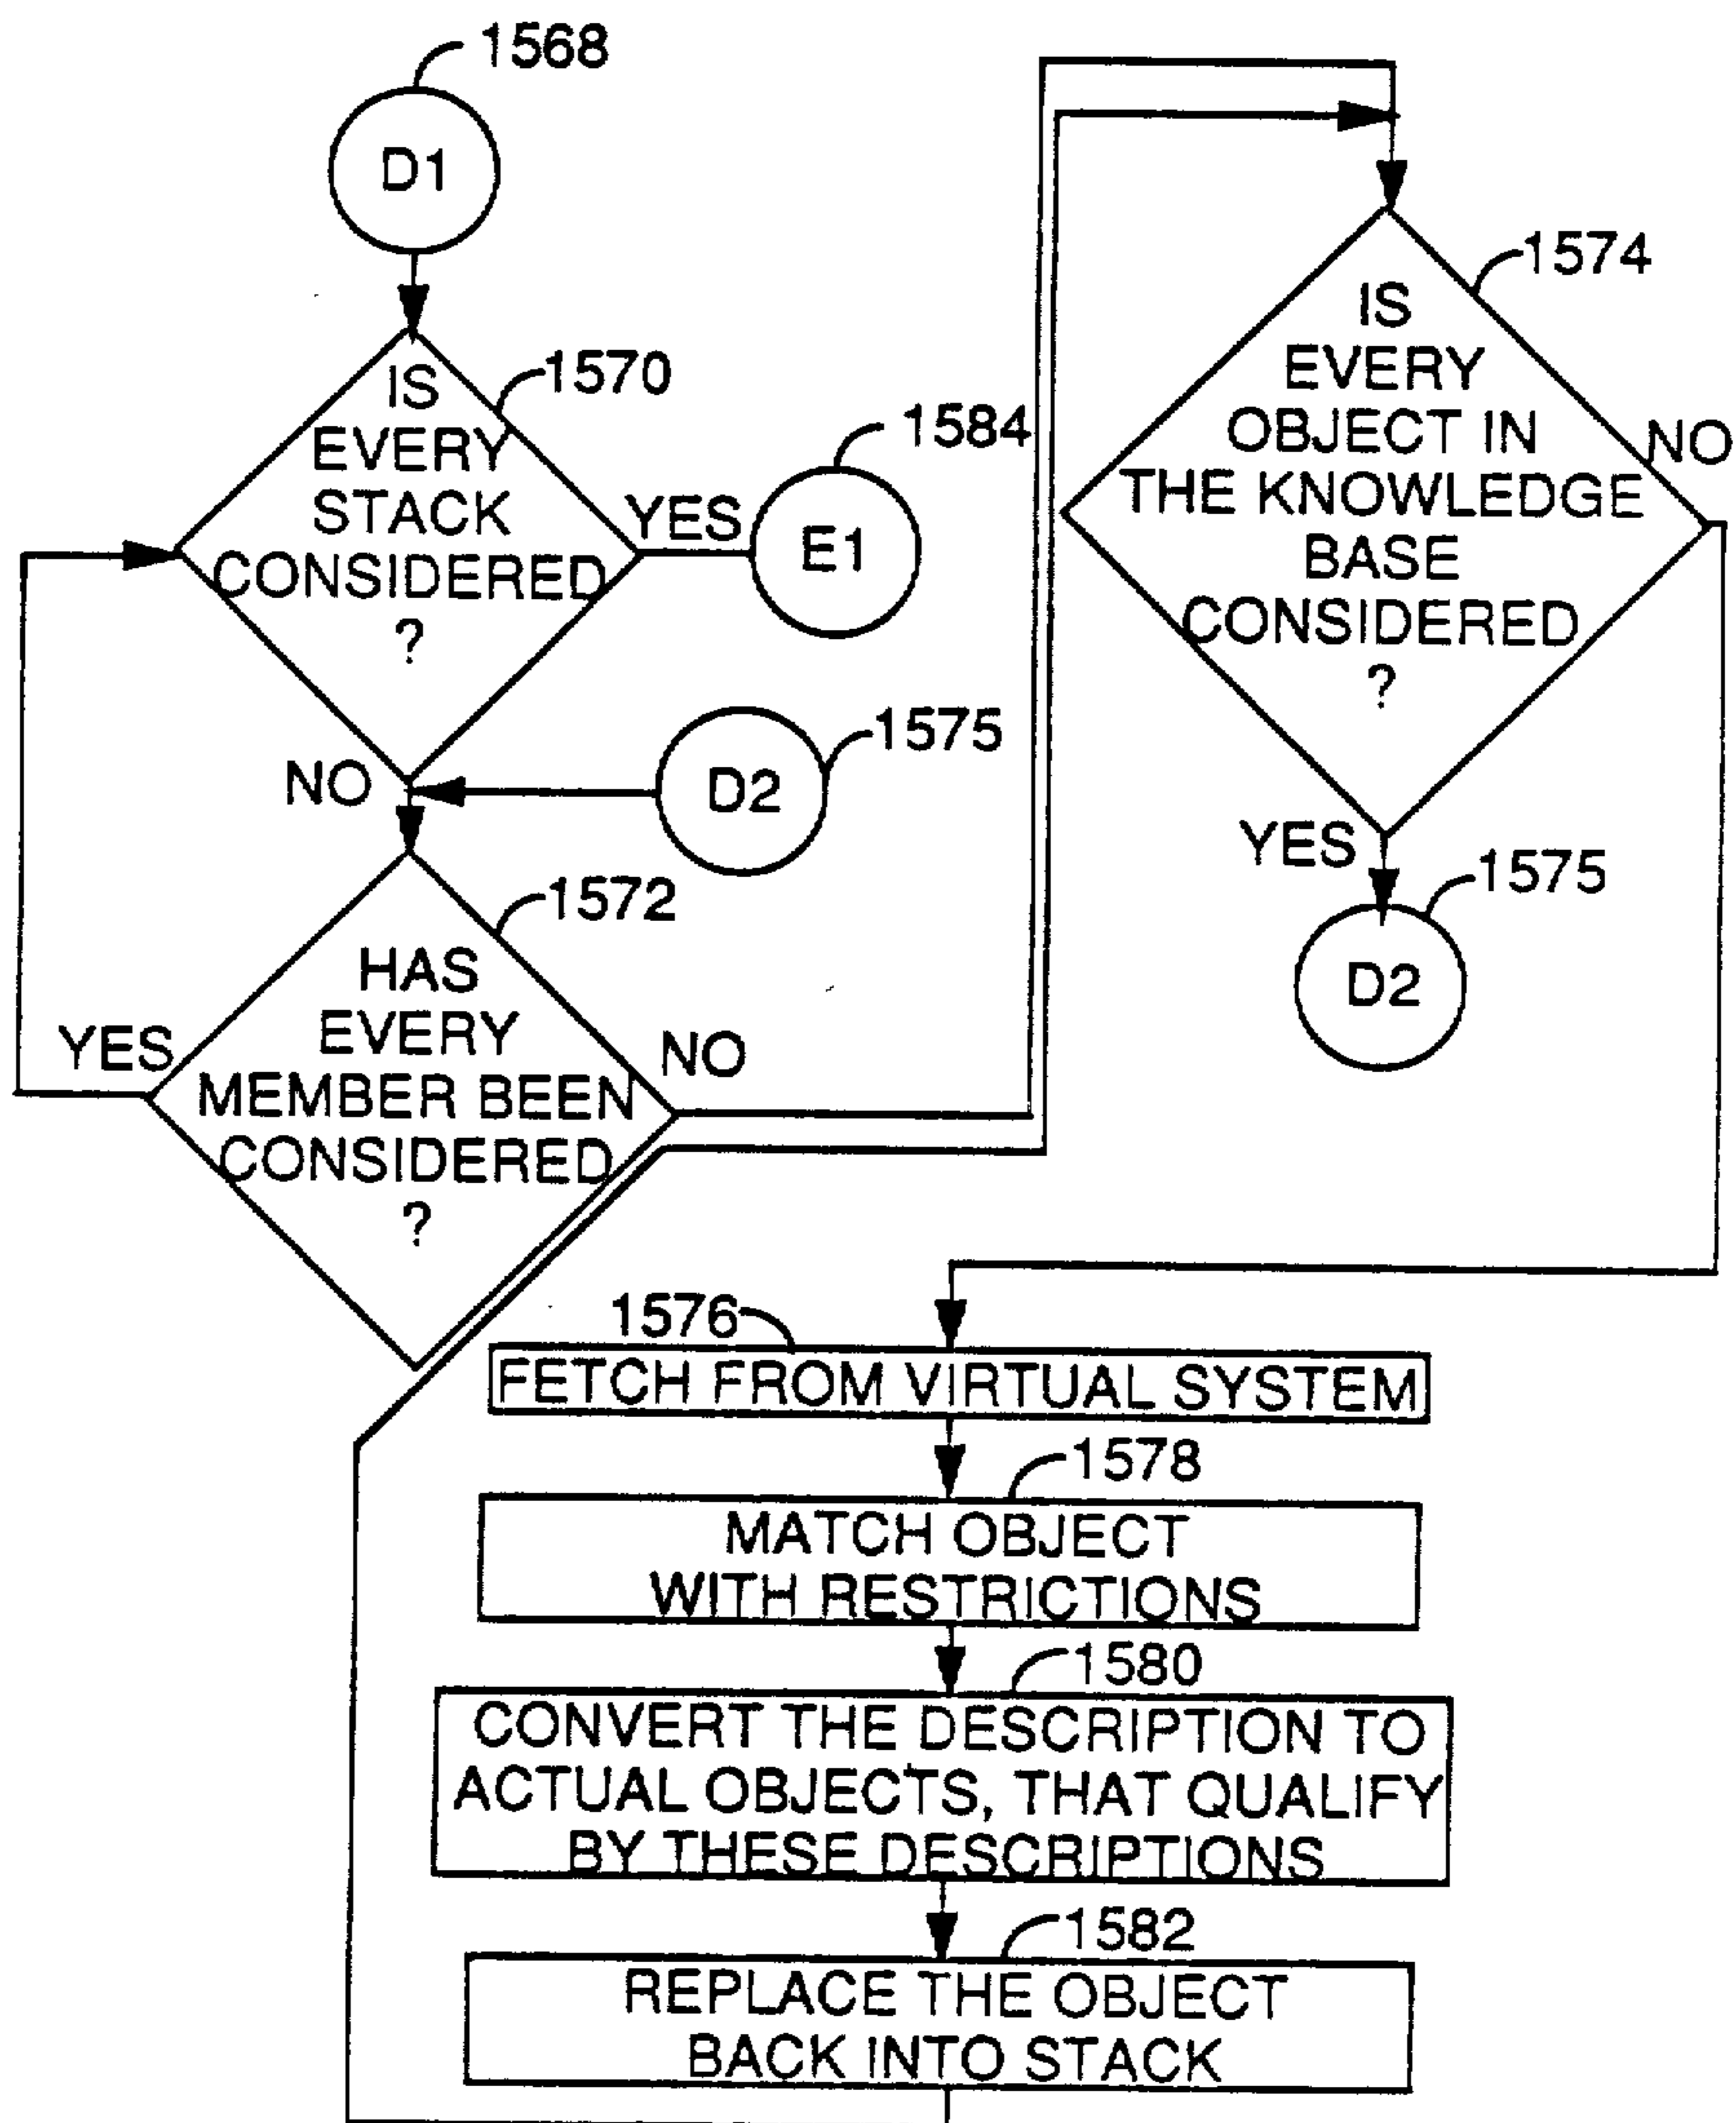 1568
D1
1570
IS
EVERY
STACK
CONSIDERED
?
YES
1584
E1
NO
1575
D2
1572
HAS
EVERY
MEMBER BEEN
CONSIDERED
?
YES
NO
1574
IS
EVERY
OBJECT IN
THE KNOWLEDGE
BASE
CONSIDERED
?
NO
YES
1575
D2
1576
FETCH FROM VIRTUAL SYSTEM
1578
MATCH OBJECT
WITH RESTRICTIONS
1580
CONVERT THE DESCRIPTION TO
ACTUAL OBJECTS, THAT QUALIFY
BY THESE DESCRIPTIONS
1582
REPLACE THE OBJECT
BACK INTO STACK